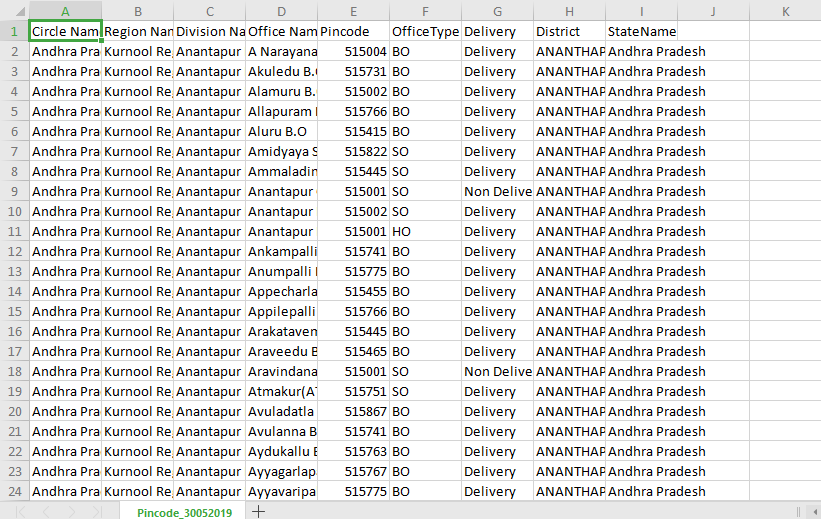 A B C D E F G H I J K
1 Circle Nam Region Nam Division Na Office Nam Pincode OfficeType Delivery District StateName
2 Andhra Pra Kurnool Re Anantapur A Narayana 515004 BO Delivery ANANTHAP Andhra Pradesh
3 Andhra Pra Kurnool Re Anantapur Akuledu B. 515731 BO Delivery ANANTHAP Andhra Pradesh
4 Andhra Pra Kurnool Re Anantapur Alamuru B. 515002 BO Delivery ANANTHAP Andhra Pradesh
5 Andhra Pra Kurnool Re Anantapur Allapuram 515766 BO Delivery ANANTHAP Andhra Pradesh
6 Andhra Pra Kurnool Re Anantapur Aluru B.O 515415 BO Delivery ANANTHAP Andhra Pradesh
7 Andhra Pra Kurnool Re Anantapur Amidyaya S 515822 SO Delivery ANANTHAP Andhra Pradesh
8 Andhra Pra Kurnool Re Anantapur Ammaladin 515445 SO Delivery ANANTHAP Andhra Pradesh
9 Andhra Pra Kurnool Re Anantapur Anantapur 515001 SO Non Delive ANANTHAP Andhra Pradesh
10 Andhra Pra Kurnool Re Anantapur Anantapur 515002 SO Delivery ANANTHAP Andhra Pradesh
11 Andhra Pra Kurnool Re Anantapur Anantapur 515001 HO Delivery ANANTHAP Andhra Pradesh
12 Andhra Pra Kurnool Re Anantapur Ankampalli 515741 BO Delivery ANANTHAP Andhra Pradesh
13 Andhra Pra Kurnool Re Anantapur Anumpalli 515775 BO Delivery ANANTHAP Andhra Pradesh
14 Andhra Pra Kurnool Re Anantapur Appecherla 515455 BO Delivery ANANTHAP Andhra Pradesh
15 Andhra Pra Kurnool Re Anantapur Appilepalli 515766 BO Delivery ANANTHAP Andhra Pradesh
16 Andhra Pra Kurnool Re Anantapur Arakataven 515445 BO Delivery ANANTHAP Andhra Pradesh
17 Andhra Pra Kurnool Re Anantapur Araveedu B 515465 BO Delivery ANANTHAP Andhra Pradesh
18 Andhra Pra Kurnool Re Anantapur Aravindana 515001 SO Non Delive ANANTHAP Andhra Pradesh
19 Andhra Pra Kurnool Re Anantapur Atmakur(A 515751 SO Delivery ANANTHAP Andhra Pradesh
20 Andhra Pra Kurnool Re Anantapur Avuladatla 515867 BO Delivery ANANTHAP Andhra Pradesh
21 Andhra Pra Kurnool Re Anantapur Avulanna B 515741 BO Delivery ANANTHAP Andhra Pradesh
22 Andhra Pra Kurnool Re Anantapur Aydukallu 515763 BO Delivery ANANTHAP Andhra Pradesh
23 Andhra Pra Kurnool Re Anantapur Ayyagarlap 515767 BO Delivery ANANTHAP Andhra Pradesh
24 Andhra Pra Kurnool Re Anantapur Ayyavaripa 515775 BO Delivery ANANTHAP Andhra Pradesh
Pincode_30052019